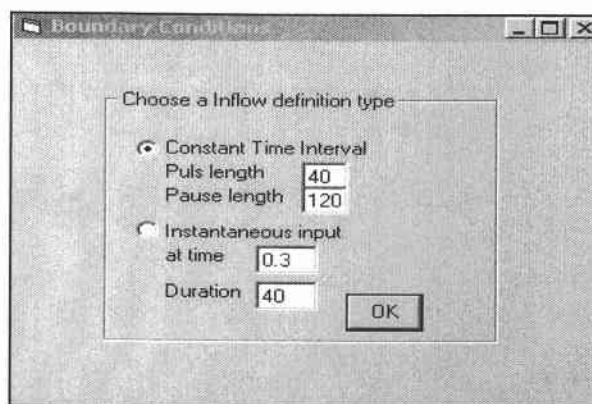 Boundary Conditions
Choose a Inflow definition type
Constant Time Interval
Puls length 40
Pause length 120
Instantaneous input
at time 0.3
Duration 40
OK